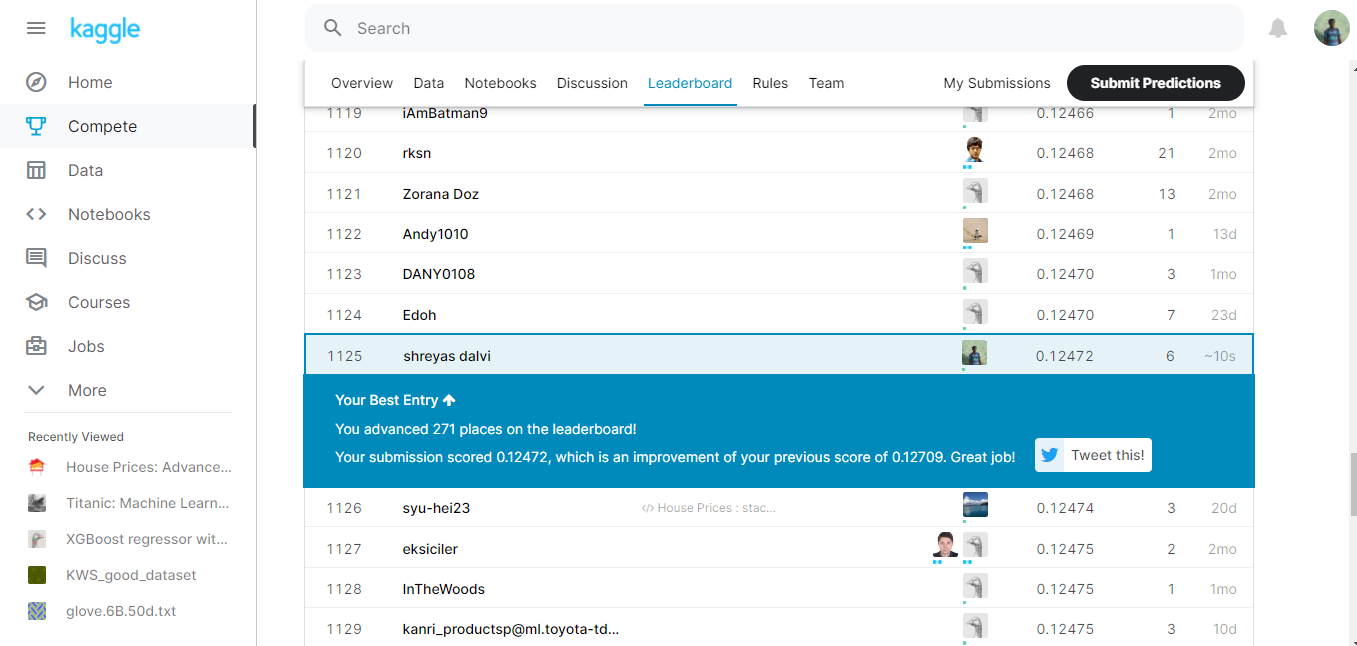 kaggle
Search
Home
Compete
Data
Notebooks
Discuss
Courses
Jobs
More
Recently Viewed
House Prices: Advance...
Titanic: Machine Learn...
XGBoost regressor wit...
KWS_good_dataset
glove.6B.50d.txt
Overview Data Notebooks Discussion Leaderboard Rules Team My Submissions Submit Predictions
1119 iAmBatman9 0.12466 1 2mo
1120 rksn 0.12468 21 2mo
1121 Zorana Doz 0.12468 13 2mo
1122 Andy1010 0.12469 1 13d
1123 DANY0108 0.12470 3 1mo
1124 Edoh 0.12470 7 23d
1125 shreyas dalvi 0.12472 6 ~10s
Your Best Entry ↑
You advanced 271 places on the leaderboard!
Your submission scored 0.12472, which is an improvement of your previous score of 0.12709. Great job! Tweet this!
1126 syu-hei23 </> House Prices : stac... 0.12474 3 20d
1127 eksiciler 0.12475 2 2mo
1128 InTheWoods 0.12475 1 1mo
1129 kanri_productsp@ml.toyota-td... 0.12475 3 10d